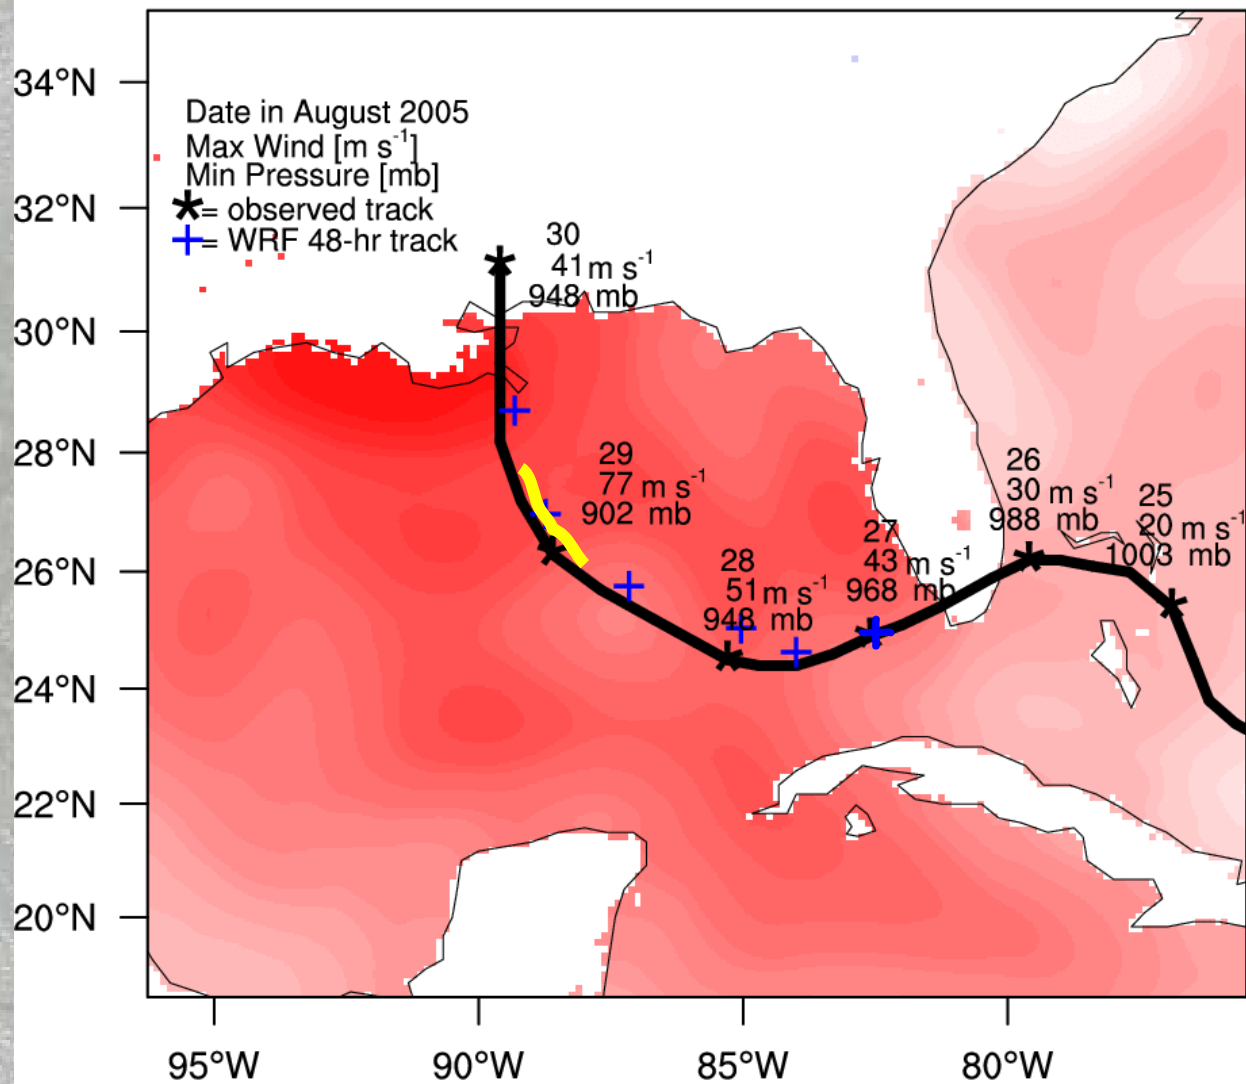 34°N
32°N
30°N
28°N
26°N
24°N
22°N
20°N
Date in August 2005
Max Wind [m s⁻¹]
Min Pressure [mb]
= observed track
= WRF 48-hr track
30
41 m s⁻¹
948 mb
29
77 m s⁻¹
902 mb
28
51 m s⁻¹
948 mb
27
43 m s⁻¹
968 mb
26
30 m s⁻¹
988 mb
25
20 m s⁻¹
1003 mb
95°W 90°W 85°W 80°W